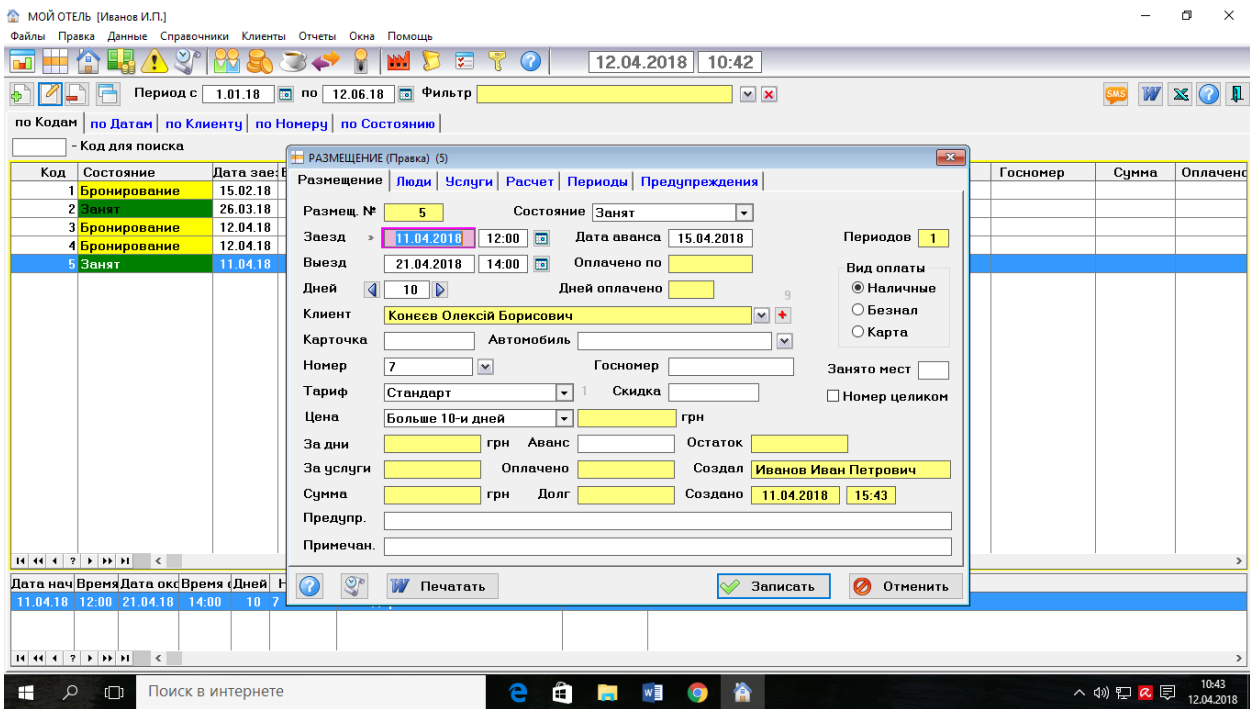 МОЙ ОТЕЛЬ [Иванов И.П.]
Файлы Правка Данные Справочники Клиенты Отчеты Окна Помощь
12.04.2018 10:42
Период с 1.01.18 по 12.06.18 Фильтр
SMS
по Кодам по Датам по Клиенту по Номеру по Состоянию
- Код для поиска
Код Состояние Дата зае: Госномер Сумма Оплачено
1 Бронирование 15.02.18
2 Занят 26.03.18
3 Бронирование 12.04.18
4 Бронирование 12.04.18
5 Занят 11.04.18
РАЗМЕЩЕНИЕ (Правка) (5)
Размещение Люди Услуги Расчет Периоды Предупреждения
Размещ. № 5 Состояние Занят
Заезд » 11.04.2018 12:00 Дата аванса 15.04.2018 Периодов 1
Выезд 21.04.2018 14:00 Оплачено по
Вид оплаты
Дней 10 Дней оплачено 9 Наличные
Клиент Конєєв Олексій Борисович Безнал
Карточка Автомобиль Карта
Номер 7 Госномер Занято мест
Тариф Стандарт 1 Скидка Номер целиком
Цена Больше 10-и дней грн
За дни грн Аванс Остаток
За услуги Оплачено Создал Иванов Иван Петрович
Сумма грн Долг Создано 11.04.2018 15:43
Предупр.
Примечан.
Печатать Записать Отменить
Дата нач Время Дата окс Время ( Дней
11.04.18 12:00 21.04.18 14:00 10 7
Поиск в интернете
10:43
12.04.2018